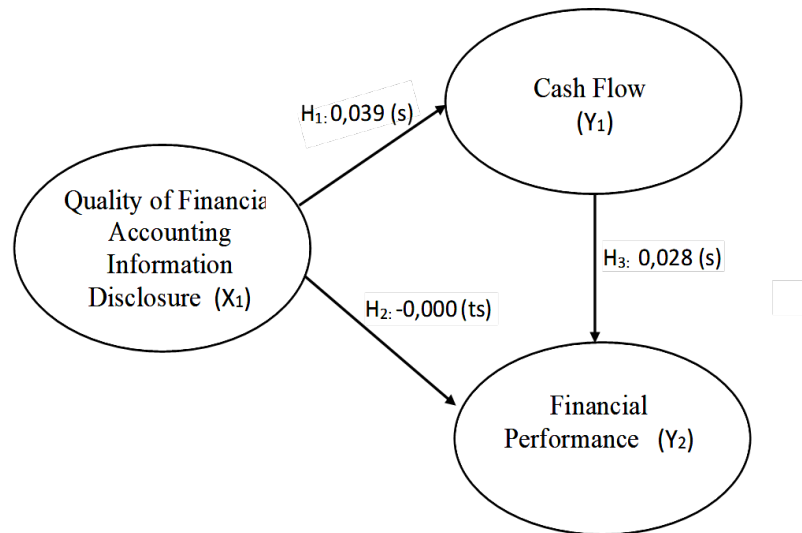 Cash Flow
(Y1)
H1: 0,039 (s)
Quality of Financia
Accounting
Information
Disclosure (X1)
H3: 0,028 (s)
H2: -0,000 (ts)
Financial
Performance (Y2)